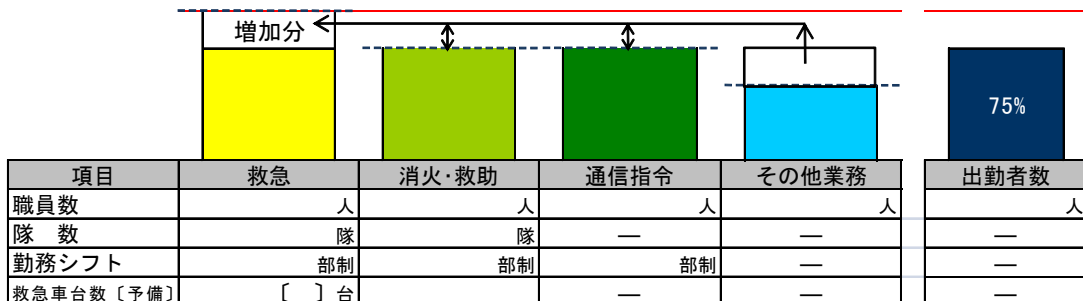 増加分
75%
項目 救急 消火・救助 通信指令 その他業務 出勤者数
職員数 人 人 人 人 人
隊　数 隊 隊 ― ― ―
勤務シフト 部制 部制 部制 ― ―
救急車台数〔予備〕 〔　〕台 ― ― ―